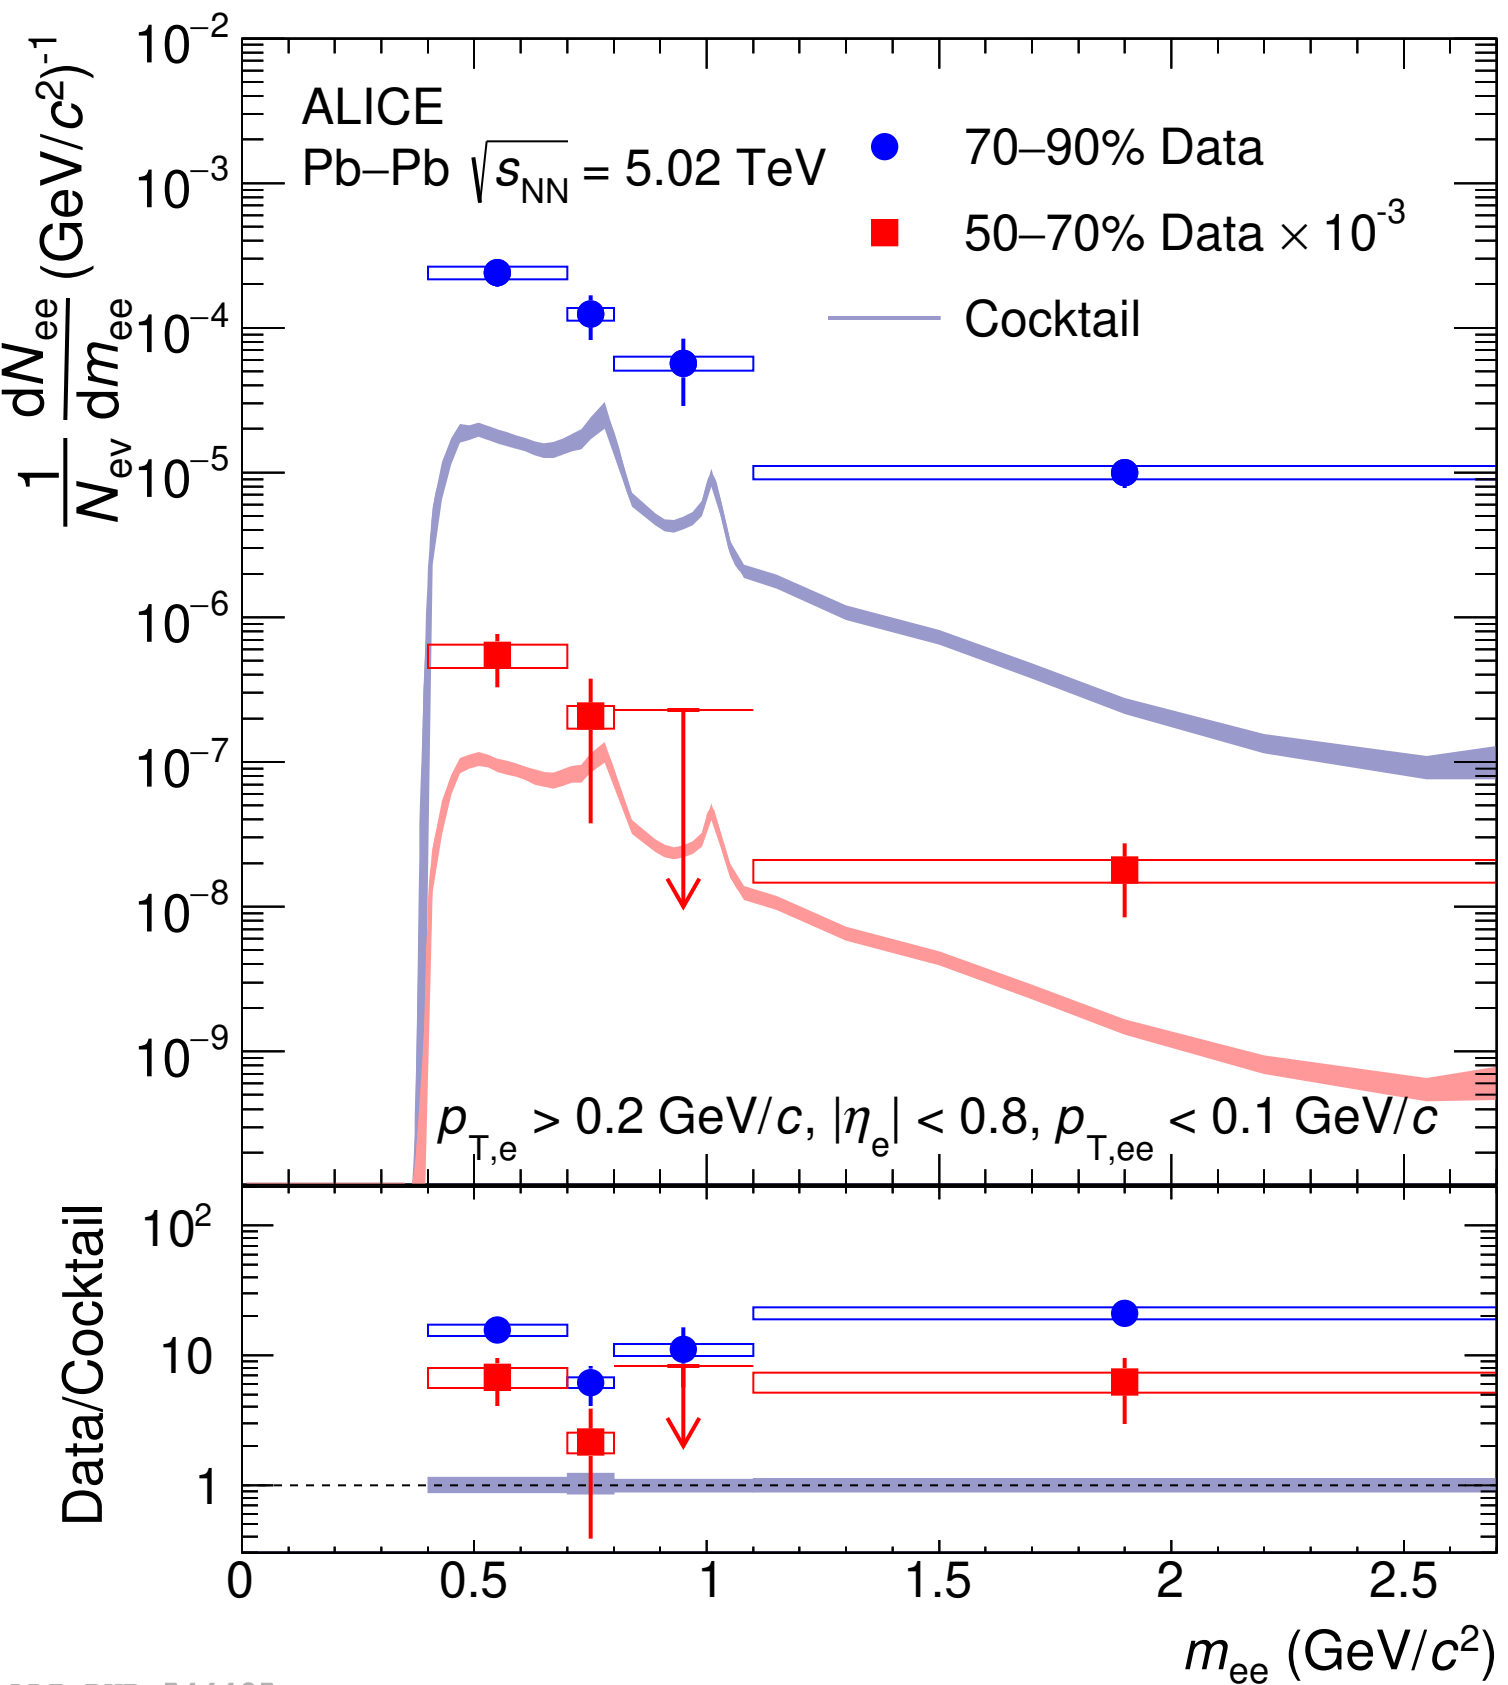 ALICE
Pb–Pb √sNN = 5.02 TeV
70–90% Data
50–70% Data × 10-3
Cocktail
1/Nev dNee/dmee (GeV/c2)-1
10−2
10−3
10−4
10−5
10−6
10−7
10−8
10−9
pT,e > 0.2 GeV/c, |ηe| < 0.8, pT,ee < 0.1 GeV/c
Data/Cocktail
102
10
1
0 0.5 1 1.5 2 2.5
mee (GeV/c2)